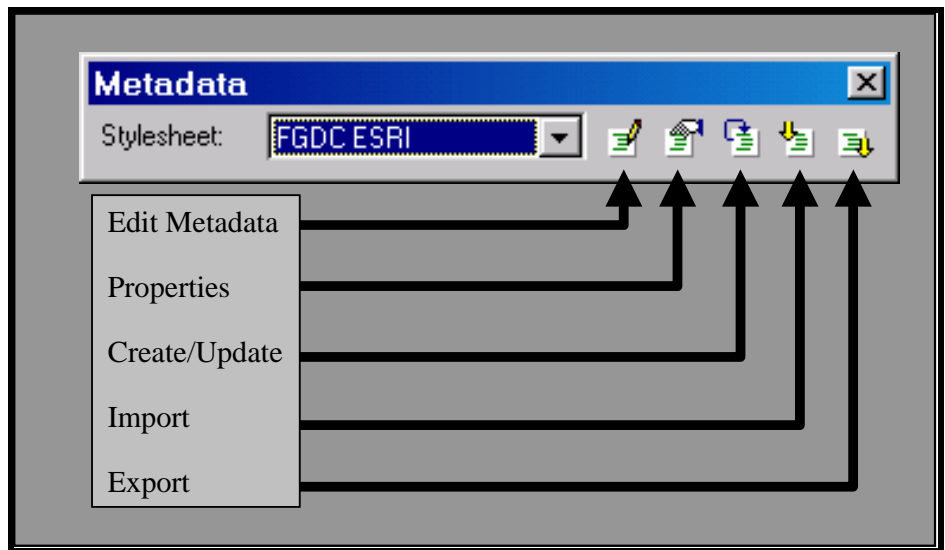 Metadata
Stylesheet: FGDC ESRI
Edit Metadata
Properties
Create/Update
Import
Export